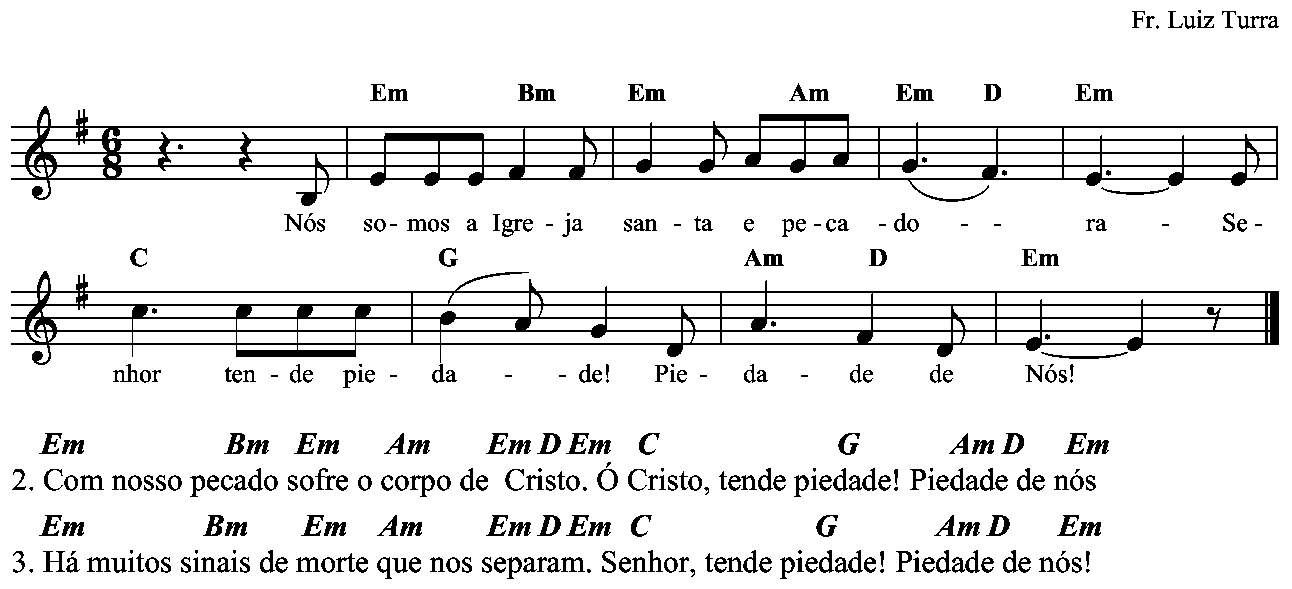 Fr. Luiz Turra
Em Bm Em Am Em D Em
6
8
Nós so- mos a Igre- ja san - ta e pe - ca - do - - ra - Se -
C G Am D Em
nhor ten - de pie- da - - de! Pie - da - de de Nós!
Em Bm Em Am Em D Em C G Am D Em
2. Com nosso pecado sofre o corpo de Cristo. Ó Cristo, tende piedade! Piedade de nós
Em Bm Em Am Em D Em C G Am D Em
3. Há muitos sinais de morte que nos separam. Senhor, tende piedade! Piedade de nós!